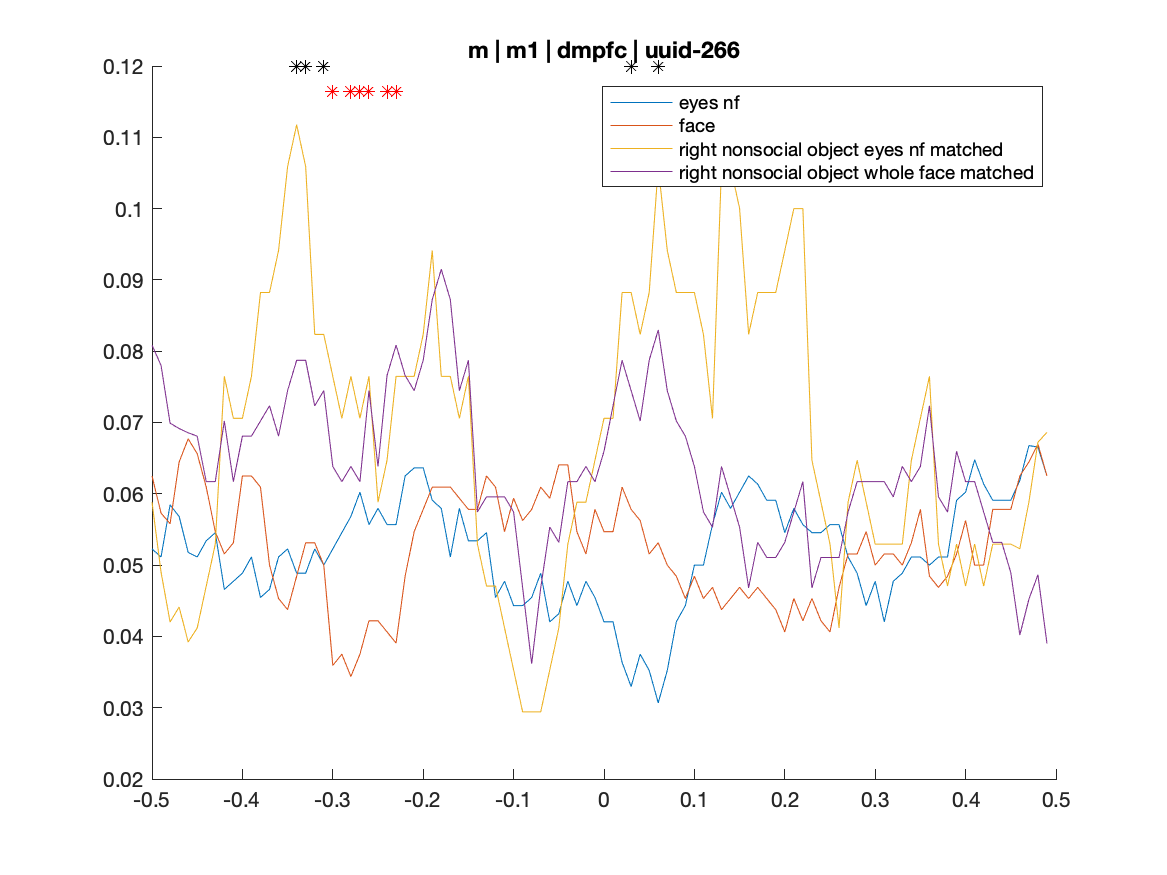 m | m1 | dmpfc | uuid-266
0.12
0.11
0.1
0.09
0.08
0.07
0.06
0.05
0.04
0.03
0.02
eyes nf
face
right nonsocial object eyes nf matched
right nonsocial object whole face matched
-0.5 -0.4 -0.3 -0.2 -0.1 0 0.1 0.2 0.3 0.4 0.5